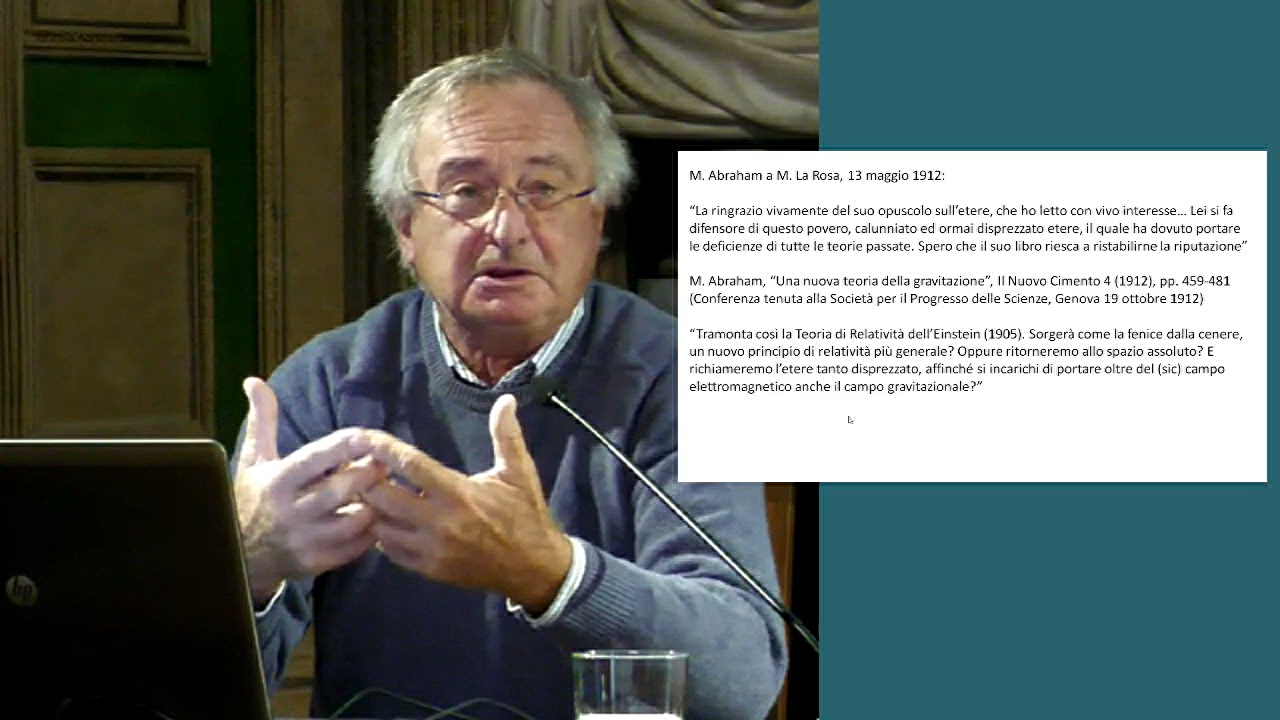 M. Abraham a M. La Rosa, 13 maggio 1912:
“La ringrazio vivamente del suo opuscolo sull’etere, che ho letto con vivo interesse... Lei si fa
difensore di questo povero, calunniato ed ormai disprezzato etere, il quale ha dovuto portare
le deficienze di tutte le teorie passate. Spero che il suo libro riesca a ristabilirne la riputazione”
M. Abraham, “Una nuova teoria della gravitazione”, Il Nuovo Cimento 4 (1912), pp. 459-481
(Conferenza tenuta alla Società per il Progresso delle Scienze, Genova 19 ottobre 1912)
“Tramonta così la Teoria di Relatività dell’Einstein (1905). Sorgerà come la fenice dalla cenere,
un nuovo principio di relatività più generale? Oppure ritorneremo allo spazio assoluto? E
richiameremo l’etere tanto disprezzato, affinché si incarichi di portare oltre del (sic) campo
elettromagnetico anche il campo gravitazionale?”
hp